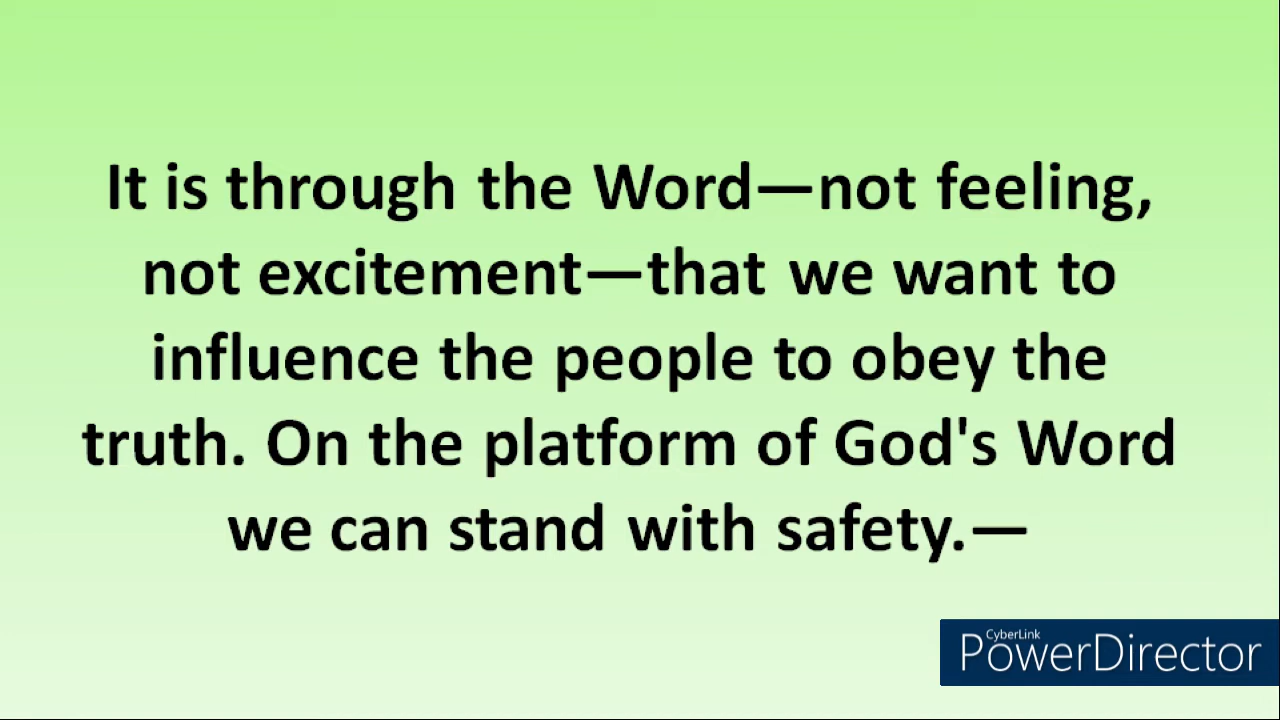 It is through the Word—not feeling,
not excitement—that we want to
influence the people to obey the
truth. On the platform of God's Word
we can stand with safety.—
CyberLink
PowerDirector